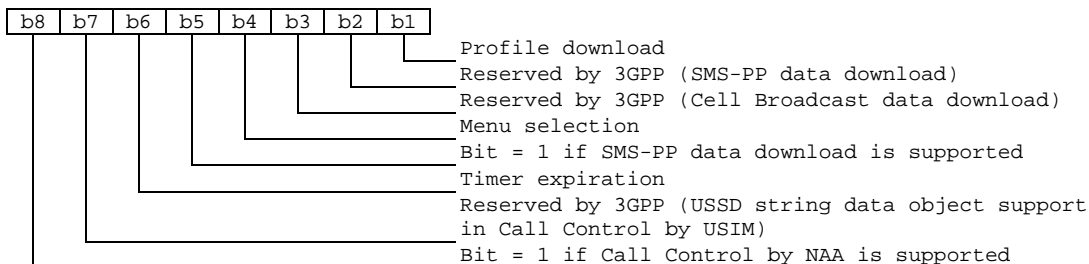 b8 b7 b6 b5 b4 b3 b2 b1
Profile download
Reserved by 3GPP (SMS-PP data download)
Reserved by 3GPP (Cell Broadcast data download)
Menu selection
Bit = 1 if SMS-PP data download is supported
Timer expiration
Reserved by 3GPP (USSD string data object support
in Call Control by USIM)
Bit = 1 if Call Control by NAA is supported